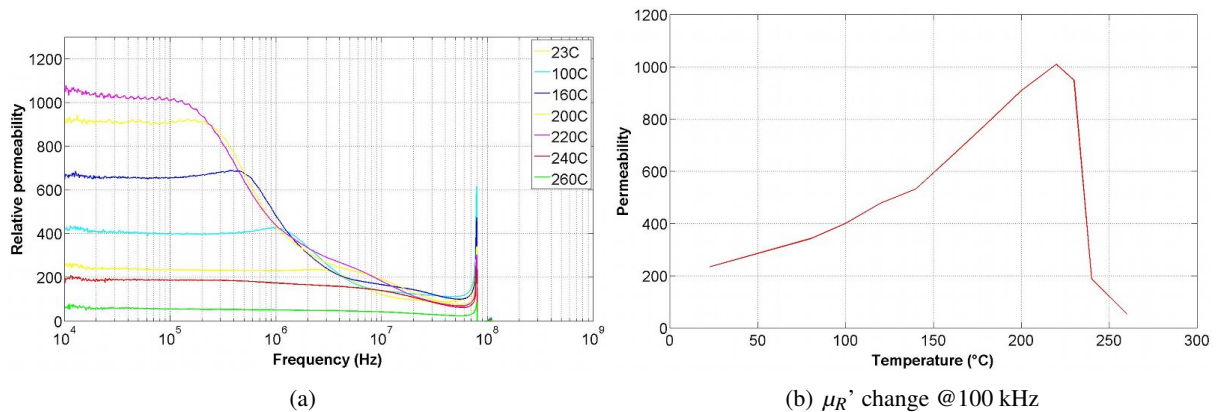 Relative permeability
1200
1000
800
600
400
200
0
10^4
10^5
10^6
10^7
10^8
10^9
Frequency (Hz)
23C
100C
160C
200C
220C
240C
260C
(a)
Permeability
1200
1000
800
600
400
200
0
0
50
100
150
200
250
300
Temperature (°C)
(b) μ_R' change @100 kHz